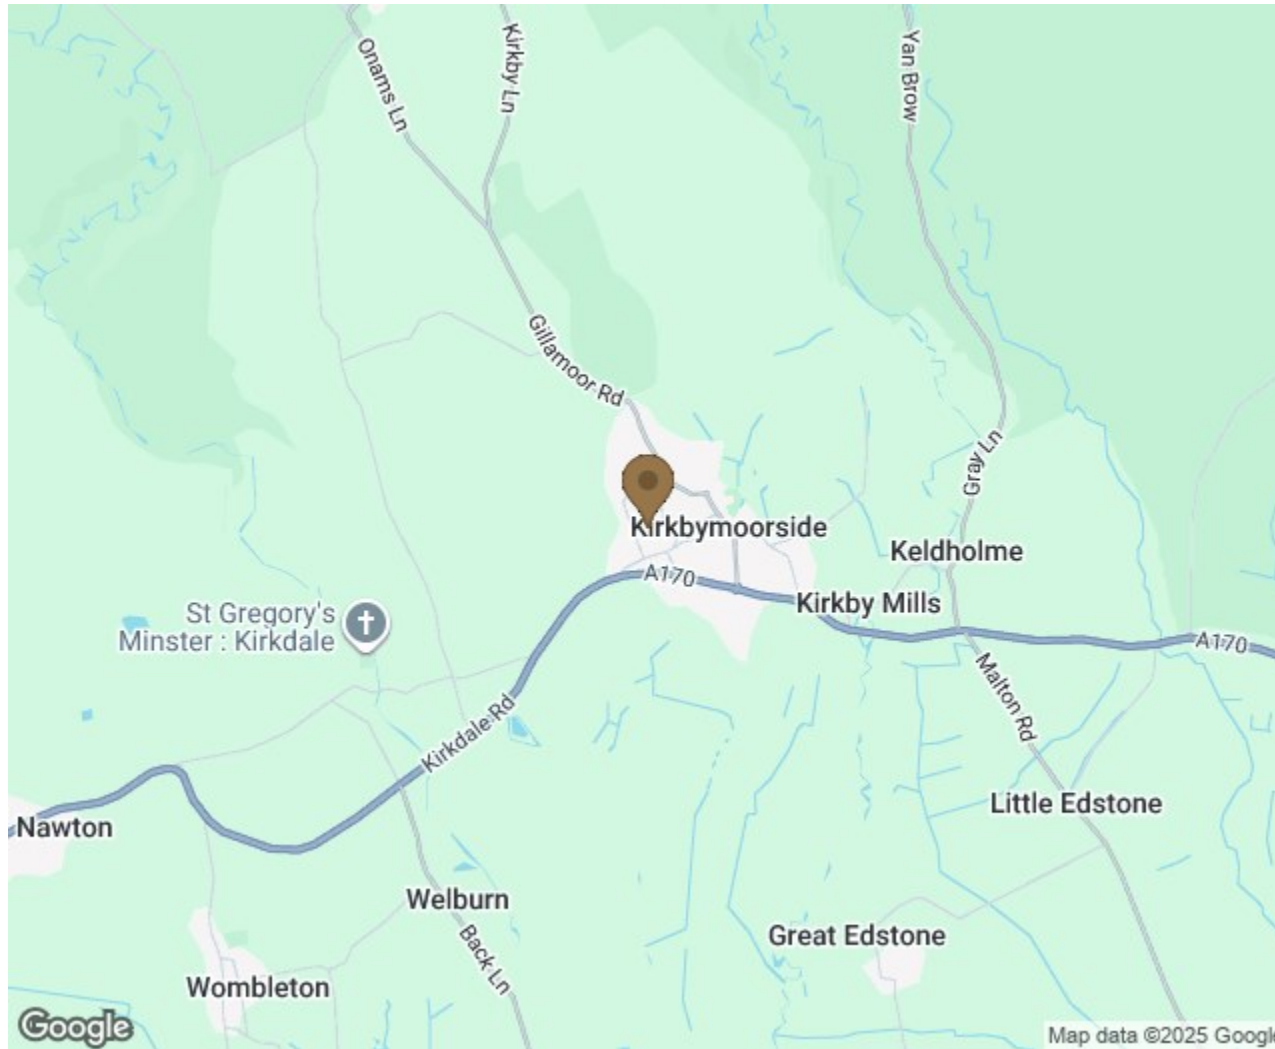 Onams Ln
Kirkby Ln
Yan Brow
Gillamoor Rd
Gray Ln
Kirkbymoorside
Keldholme
A170
Kirkby Mills
St Gregory's
Minster : Kirkdale
A170
Malton Rd
Kirkdale Rd
Little Edstone
Nawton
Welburn
Great Edstone
Back Ln
Wombleton
Google
Map data ©2025 Google